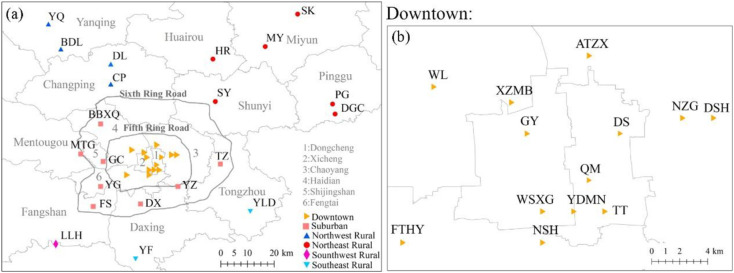 (a)
YQ
Yanqing
SK
Huairou
MY
Miyun
BDL
DL
HR
Changping
CP
Sixth Ring Road
SY
Shunyi
Pinggu
PG
DGC
BBXQ
4
Fifth Ring Road
Mentougou
MTG
5
GC
2
1
3
TZ
6
YG
YZ
Tongzhou
Fangshan
FS
DX
YLD
Daxing
LLH
YF
1:Dongcheng
2:Xicheng
3:Chaoyang
4:Haidian
5:Shijingshan
6:Fengtai
Downtown
Suburban
Northwest Rural
Northeast Rural
Sounthwest Rural
Southeast Rural
0 10 20 km
Downtown:
(b)
ATZX
WL
XZMB
NZG DSH
GY
DS
QM
WSXG YDMN
TT
FTHY
NSH
0 2 4 km